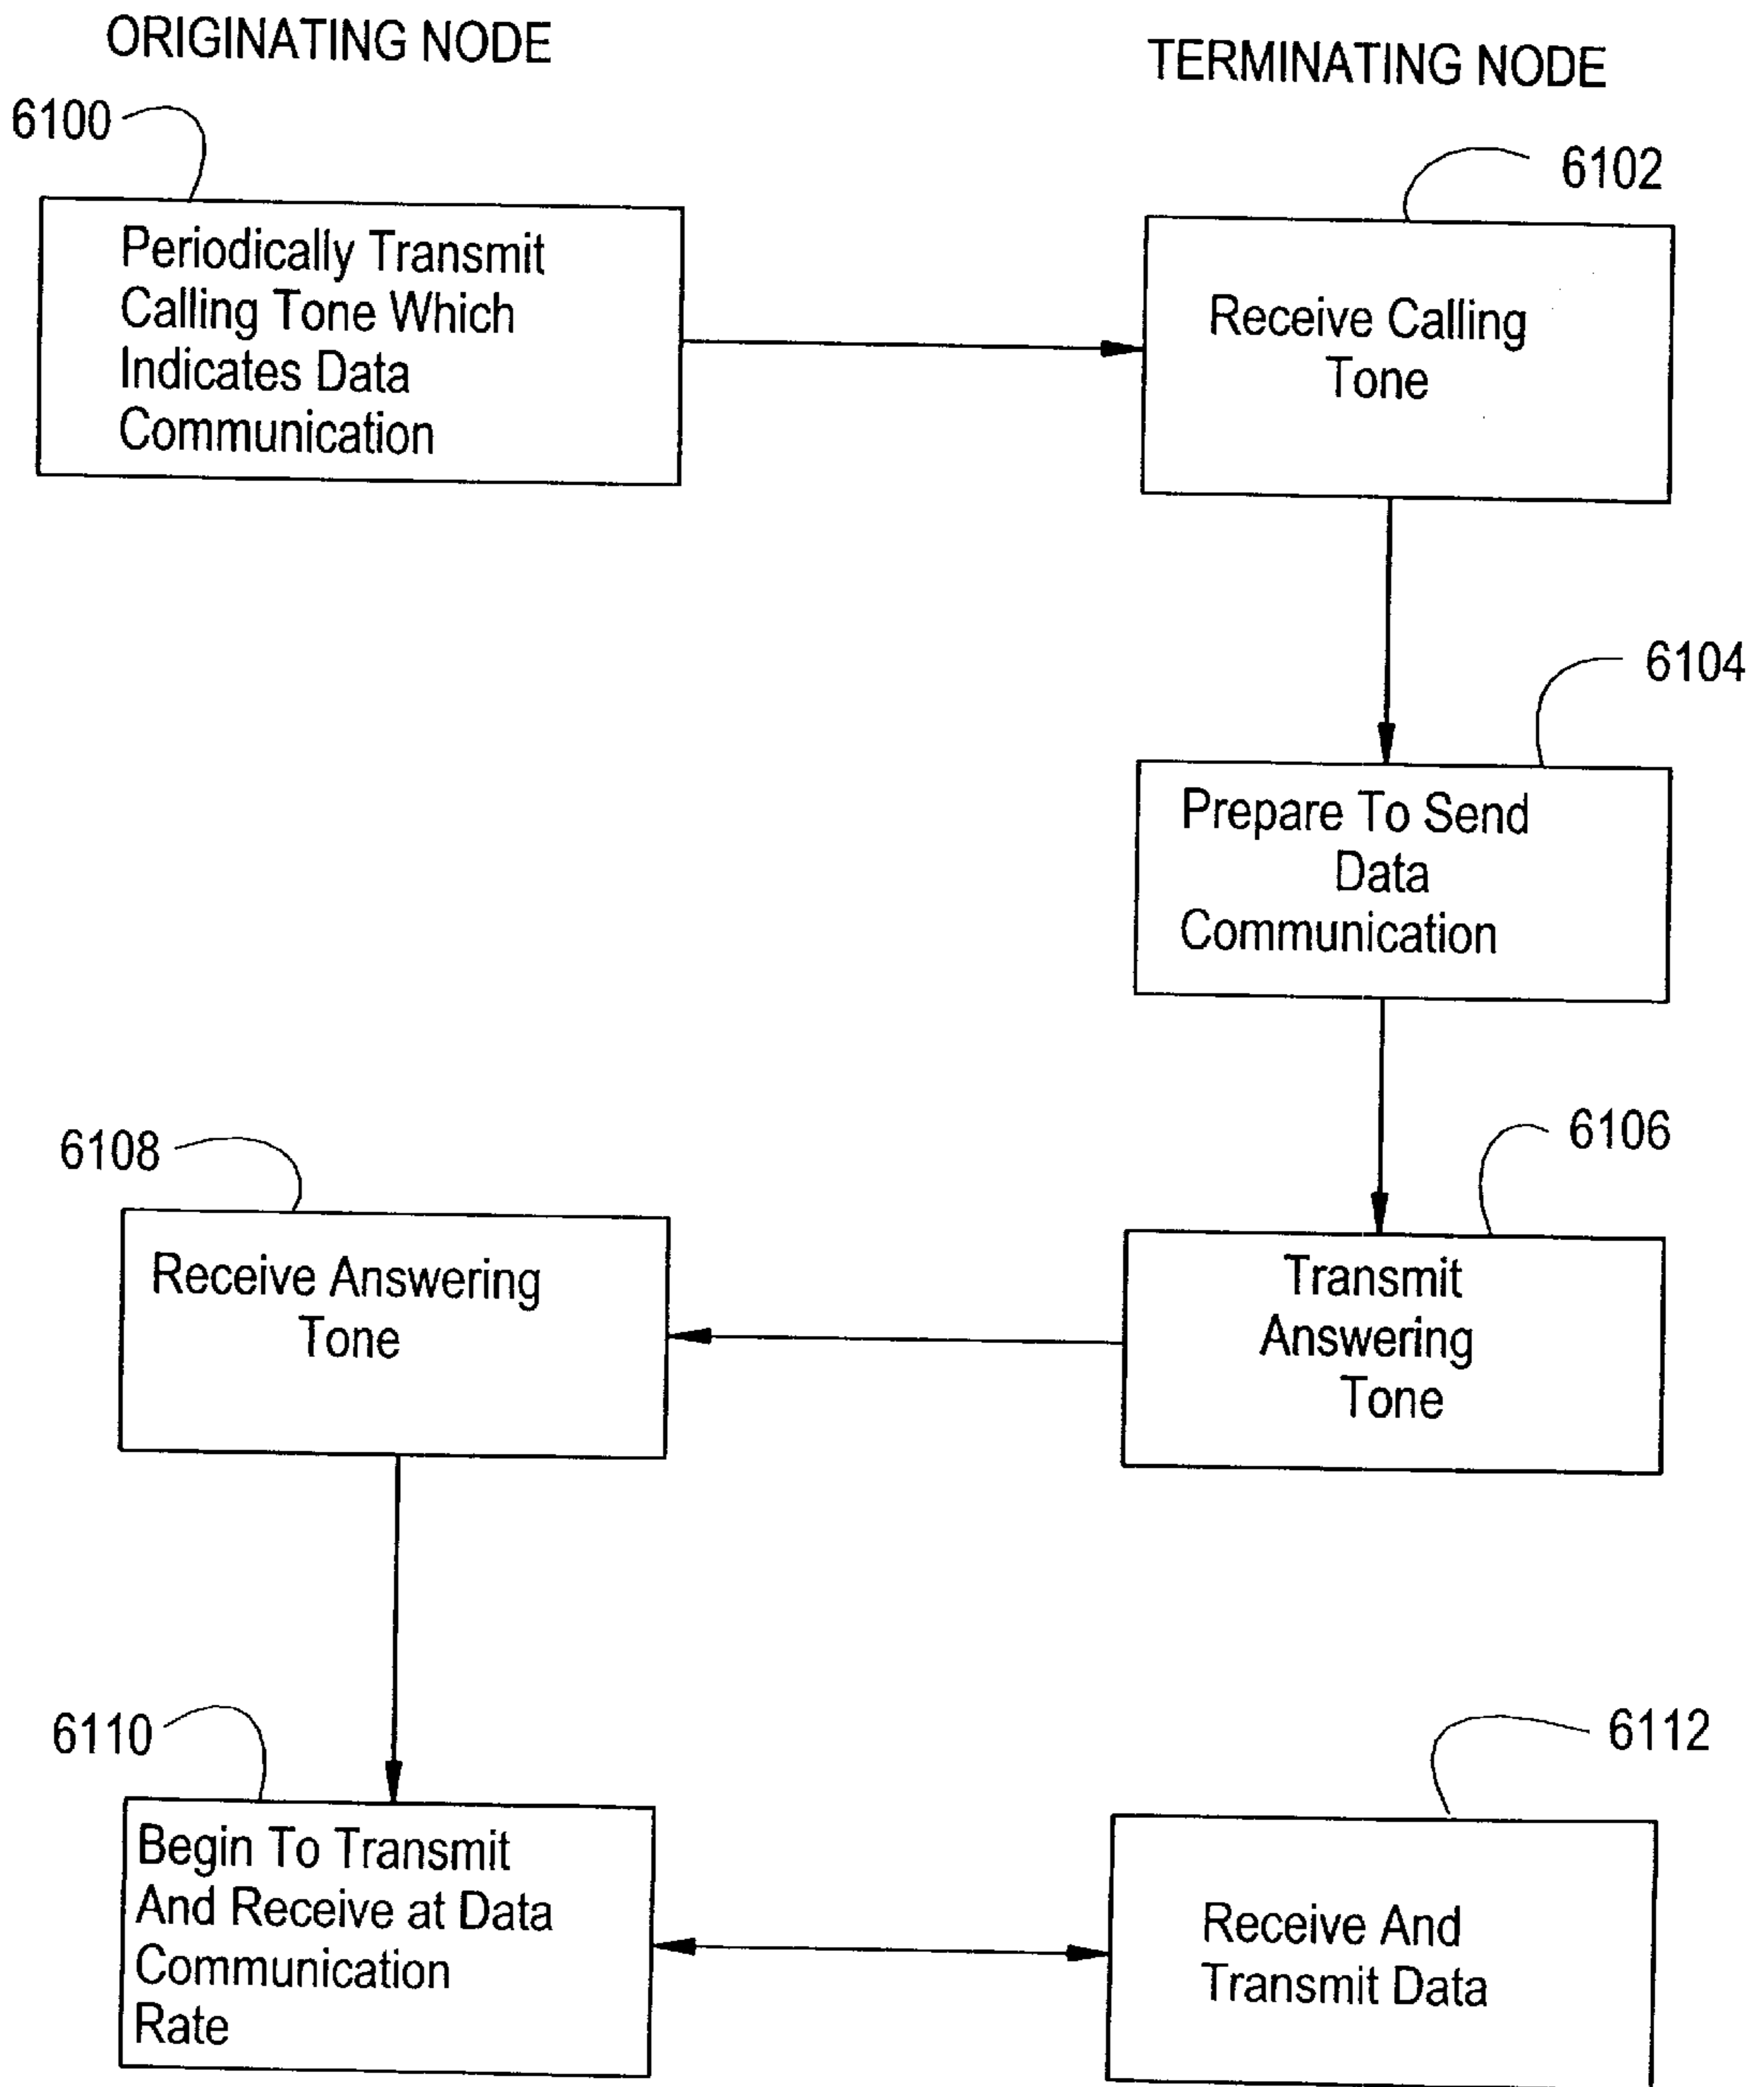 ORIGINATING NODE
TERMINATING NODE
6100
6102
Periodically Transmit
Calling Tone Which
Indicates Data
Communication
Receive Calling
Tone
6104
Prepare To Send
Data
Communication
6108
6106
Receive Answering
Tone
Transmit
Answering
Tone
6110
6112
Begin To Transmit
And Receive at Data
Communication
Rate
Receive And
Transmit Data